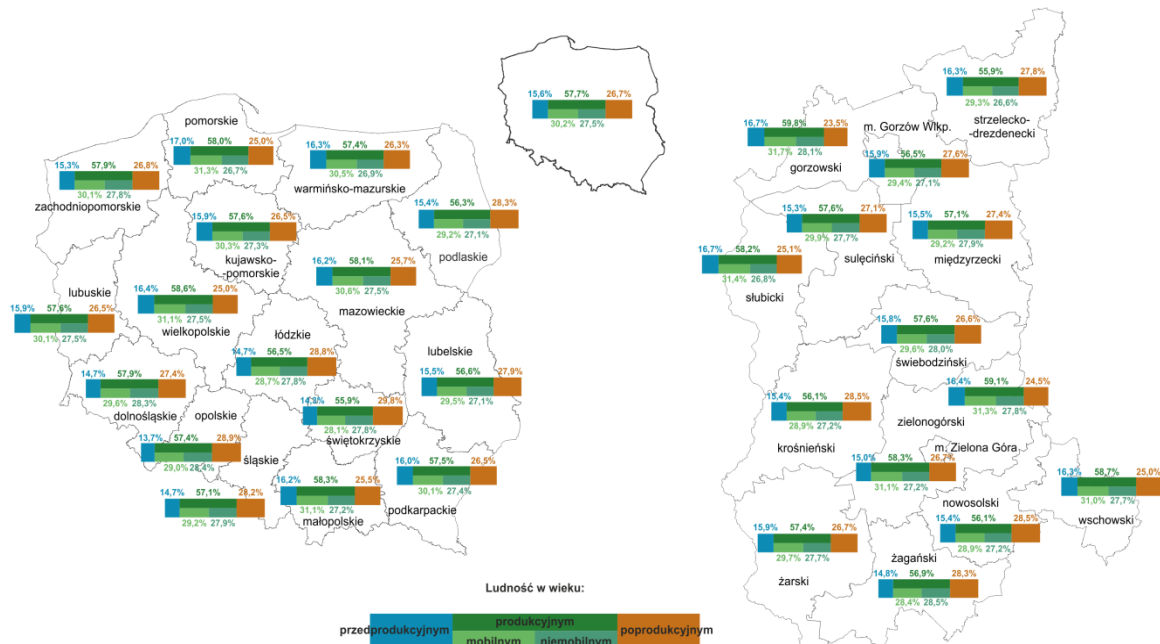 15,6% 57,7% 26,7%
30,2% 27,5%
pomorskie
17,0% 58,0% 25,0%
31,3% 26,7%
16,3% 57,4% 26,3%
30,5% 26,9%
warmińsko-mazurskie
15,3% 57,9% 26,8%
30,1% 27,8%
zachodniopomorskie
15,9% 57,6% 26,5%
30,3% 27,3%
kujawsko-
-pomorskie
15,4% 56,3% 28,3%
29,2% 27,1%
podlaskie
16,2% 58,1% 25,7%
30,6% 27,5%
mazowieckie
lubuskie
15,9% 57,6% 26,5%
30,1% 27,5%
16,4% 58,6% 25,0%
31,1% 27,5%
wielkopolskie
łódzkie
14,7% 56,5% 28,8%
28,7% 27,8%
lubelskie
15,5% 56,6% 27,9%
29,5% 27,1%
14,7% 57,9% 27,4%
29,6% 28,3%
dolnośląskie
opolskie
13,7% 57,4% 28,9%
29,0% 28,4%
55,9% 29,8%
28,1% 27,8%
świętokrzyskie
śląskie
14,7% 57,1% 28,2%
29,2% 27,9%
16,2% 58,3% 25,5%
31,1% 27,2%
małopolskie
16,0% 57,5% 26,5%
30,1% 27,4%
podkarpackie
16,3% 55,9% 27,8%
29,3% 26,6%
strzelecko-
-drezdenecki
16,7% 59,8% 23,5%
31,7% 28,1%
gorzowski
m. Gorzów Wlkp.
15,9% 56,5% 27,6%
29,4% 27,1%
15,3% 57,6% 27,1%
29,9% 27,7%
sulęciński
15,5% 57,1% 27,4%
29,2% 27,9%
międzyrzecki
16,7% 58,2% 25,1%
31,4% 26,8%
słubicki
15,8% 57,6% 26,6%
29,6% 28,0%
świebodziński
16,4% 59,1% 24,5%
31,3% 27,8%
zielonogórski
15,4% 56,1% 28,5%
28,9% 27,2%
krośnieński
m. Zielona Góra
15,0% 58,3% 26,7%
31,1% 27,2%
16,3% 58,7% 25,0%
31,0% 27,7%
wschowski
nowosolski
15,4% 56,1% 28,5%
28,9% 27,2%
15,9% 57,4% 26,7%
29,7% 27,7%
żarski
żagański
14,8% 56,9% 28,3%
28,4% 28,5%
Ludność w wieku:
produkcyjnym
przedprodukcyjnym poprodukcyjnym
mobilnym niemobilnym